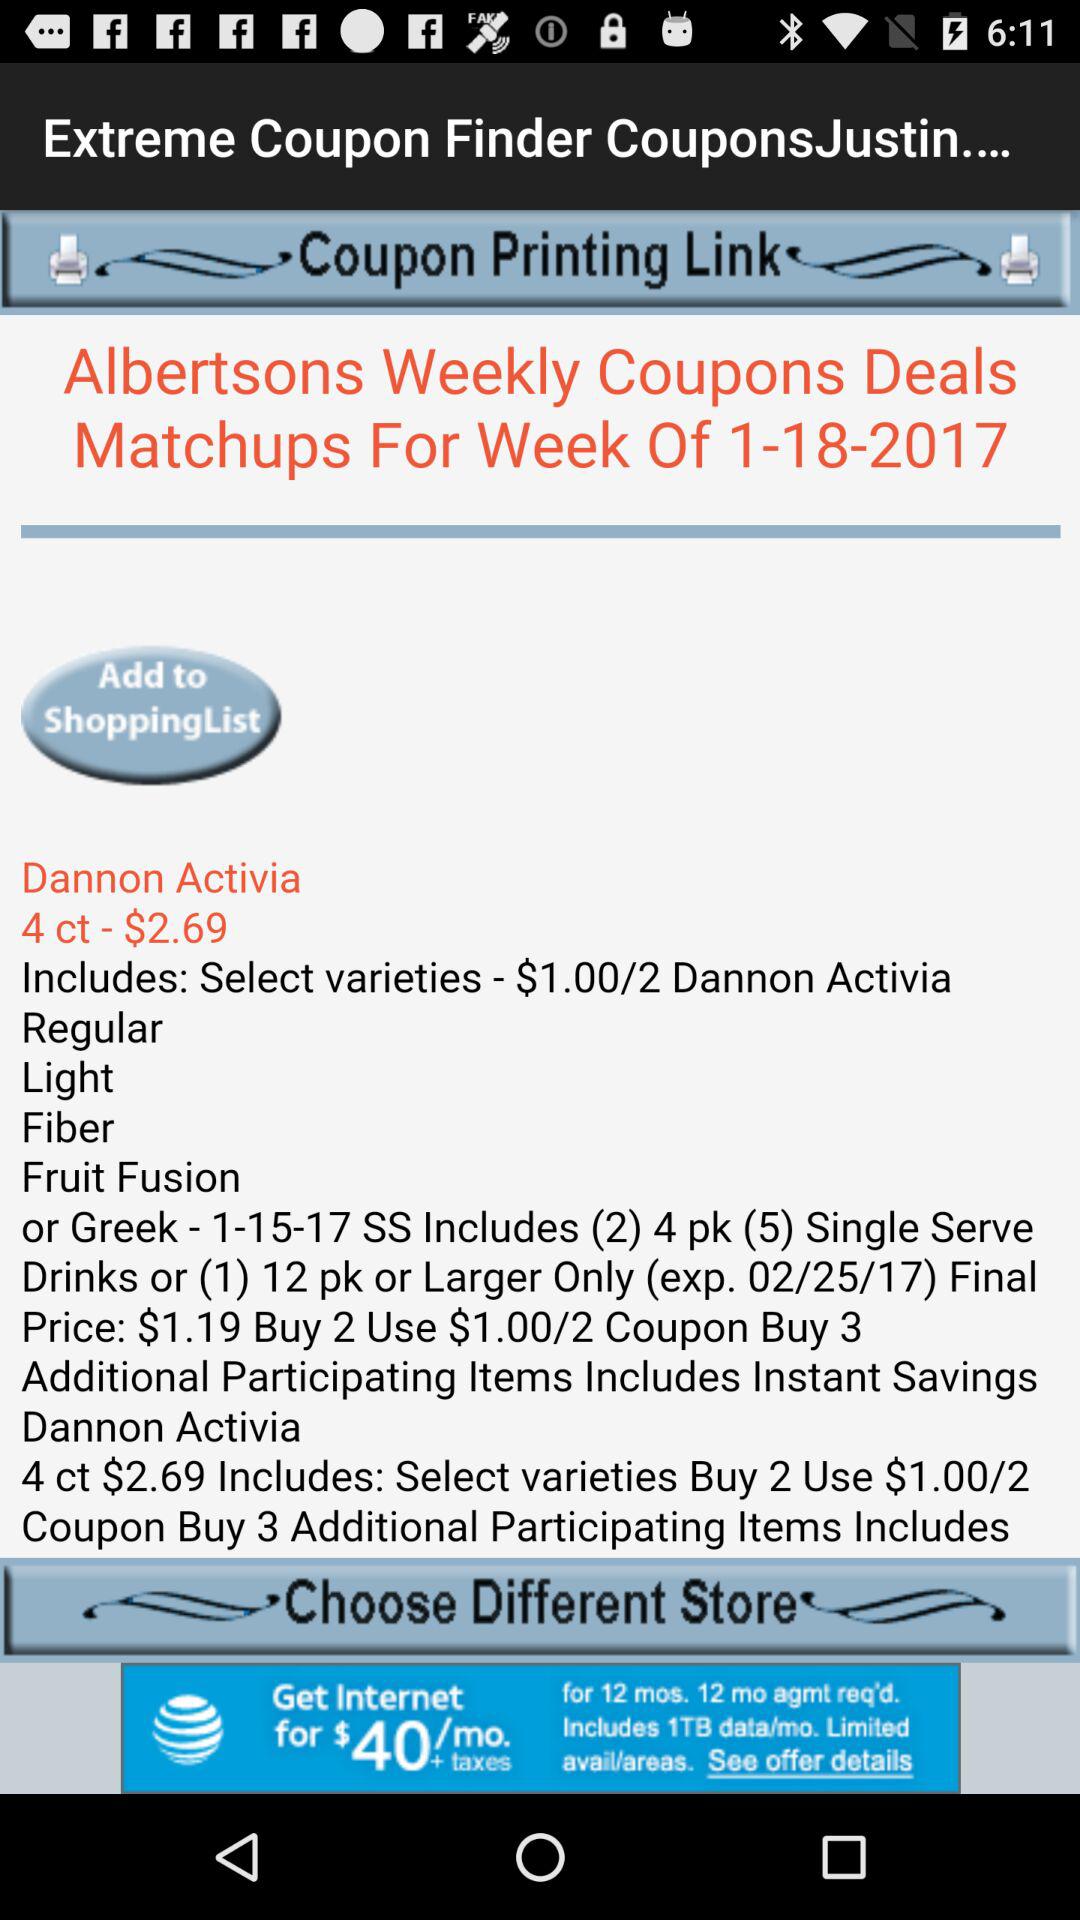 FAKE
6:11
Extreme Coupon Finder CouponsJustin....
Coupon Printing Link
Albertsons Weekly Coupons Deals
Matchups For Week Of 1-18-2017
Add to
ShoppingList
Dannon Activia
4 ct - $2.69
Includes: Select varieties - $1.00/2 Dannon Activia
Regular
Light
Fiber
Fruit Fusion
or Greek - 1-15-17 SS Includes (2) 4 pk (5) Single Serve
Drinks or (1) 12 pk or Larger Only (exp. 02/25/17) Final
Price: $1.19 Buy 2 Use $1.00/2 Coupon Buy 3
Additional Participating Items Includes Instant Savings
Dannon Activia
4 ct $2.69 Includes: Select varieties Buy 2 Use $1.00/2
Coupon Buy 3 Additional Participating Items Includes
Choose Different Store
Get Internet
for $40/mo.
+ taxes
for 12 mos. 12 mo agmt req'd.
Includes 1TB data/mo. Limited
avail/areas. See offer details